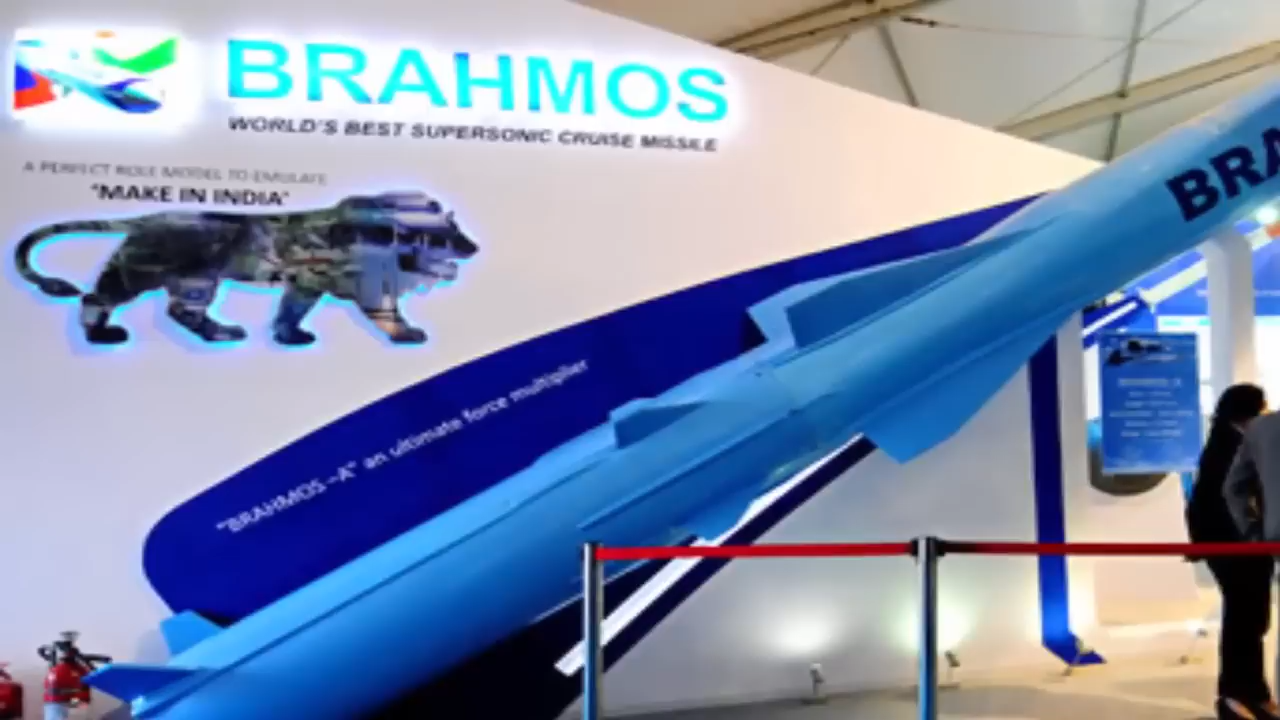 BRAHMOS
WORLD'S BEST SUPERSONIC CRUISE MISSILE
A PERFECT ROLE MODEL TO EMULATE
"MAKE IN INDIA"
"BRAHMOS –A" an ultimate force multiplier
BRA